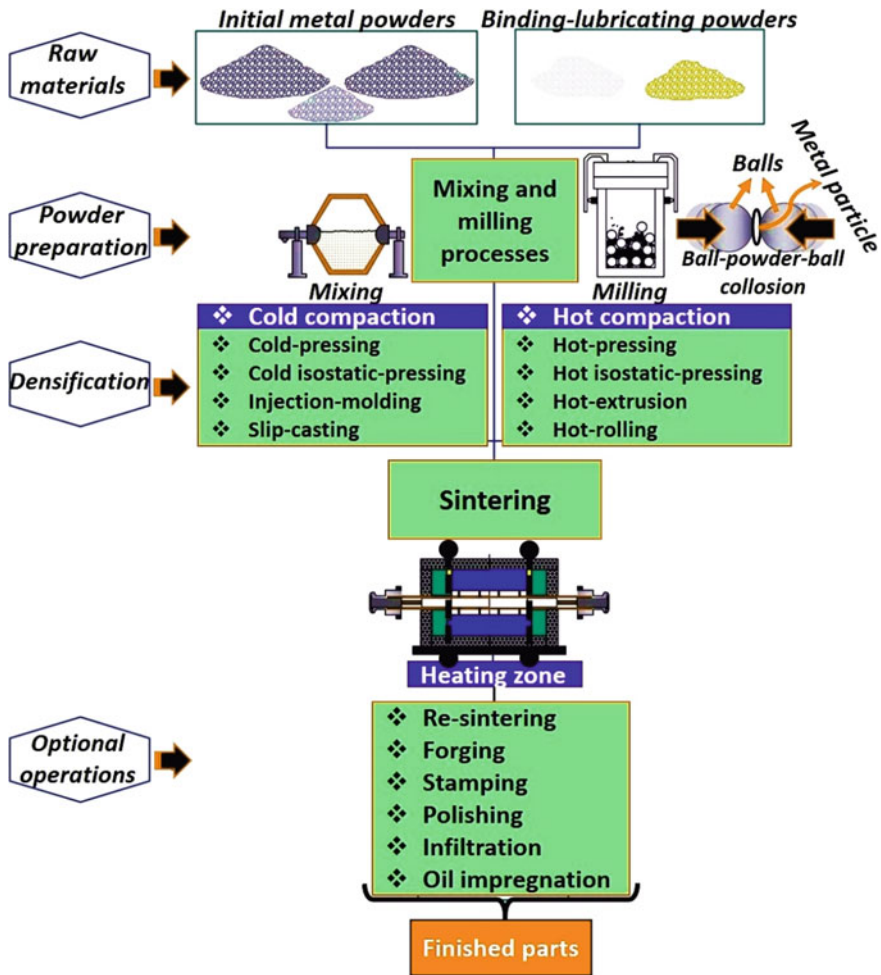 Initial metal powders
Binding-lubricating powders
Raw
materials
Powder
preparation
Mixing and
milling
processes
Balls
Metal particle
Ball-powder-ball
collosion
Mixing
Milling
❖ Cold compaction
❖ Cold-pressing
❖ Cold isostatic-pressing
❖ Injection-molding
❖ Slip-casting
❖ Hot compaction
❖ Hot-pressing
❖ Hot isostatic-pressing
❖ Hot-extrusion
❖ Hot-rolling
Densification
Sintering
Heating zone
Optional
operations
❖ Re-sintering
❖ Forging
❖ Stamping
❖ Polishing
❖ Infiltration
❖ Oil impregnation
Finished parts